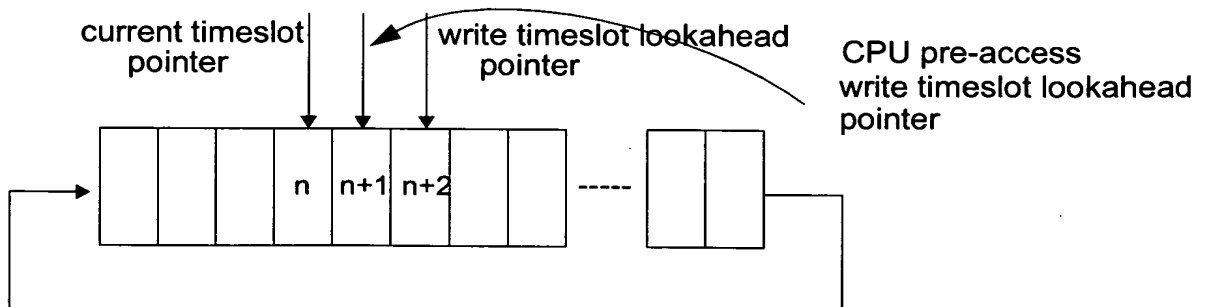 current timeslot
pointer
write timeslot lookahead
pointer
CPU pre-access
write timeslot lookahead
pointer
n
n+1
n+2